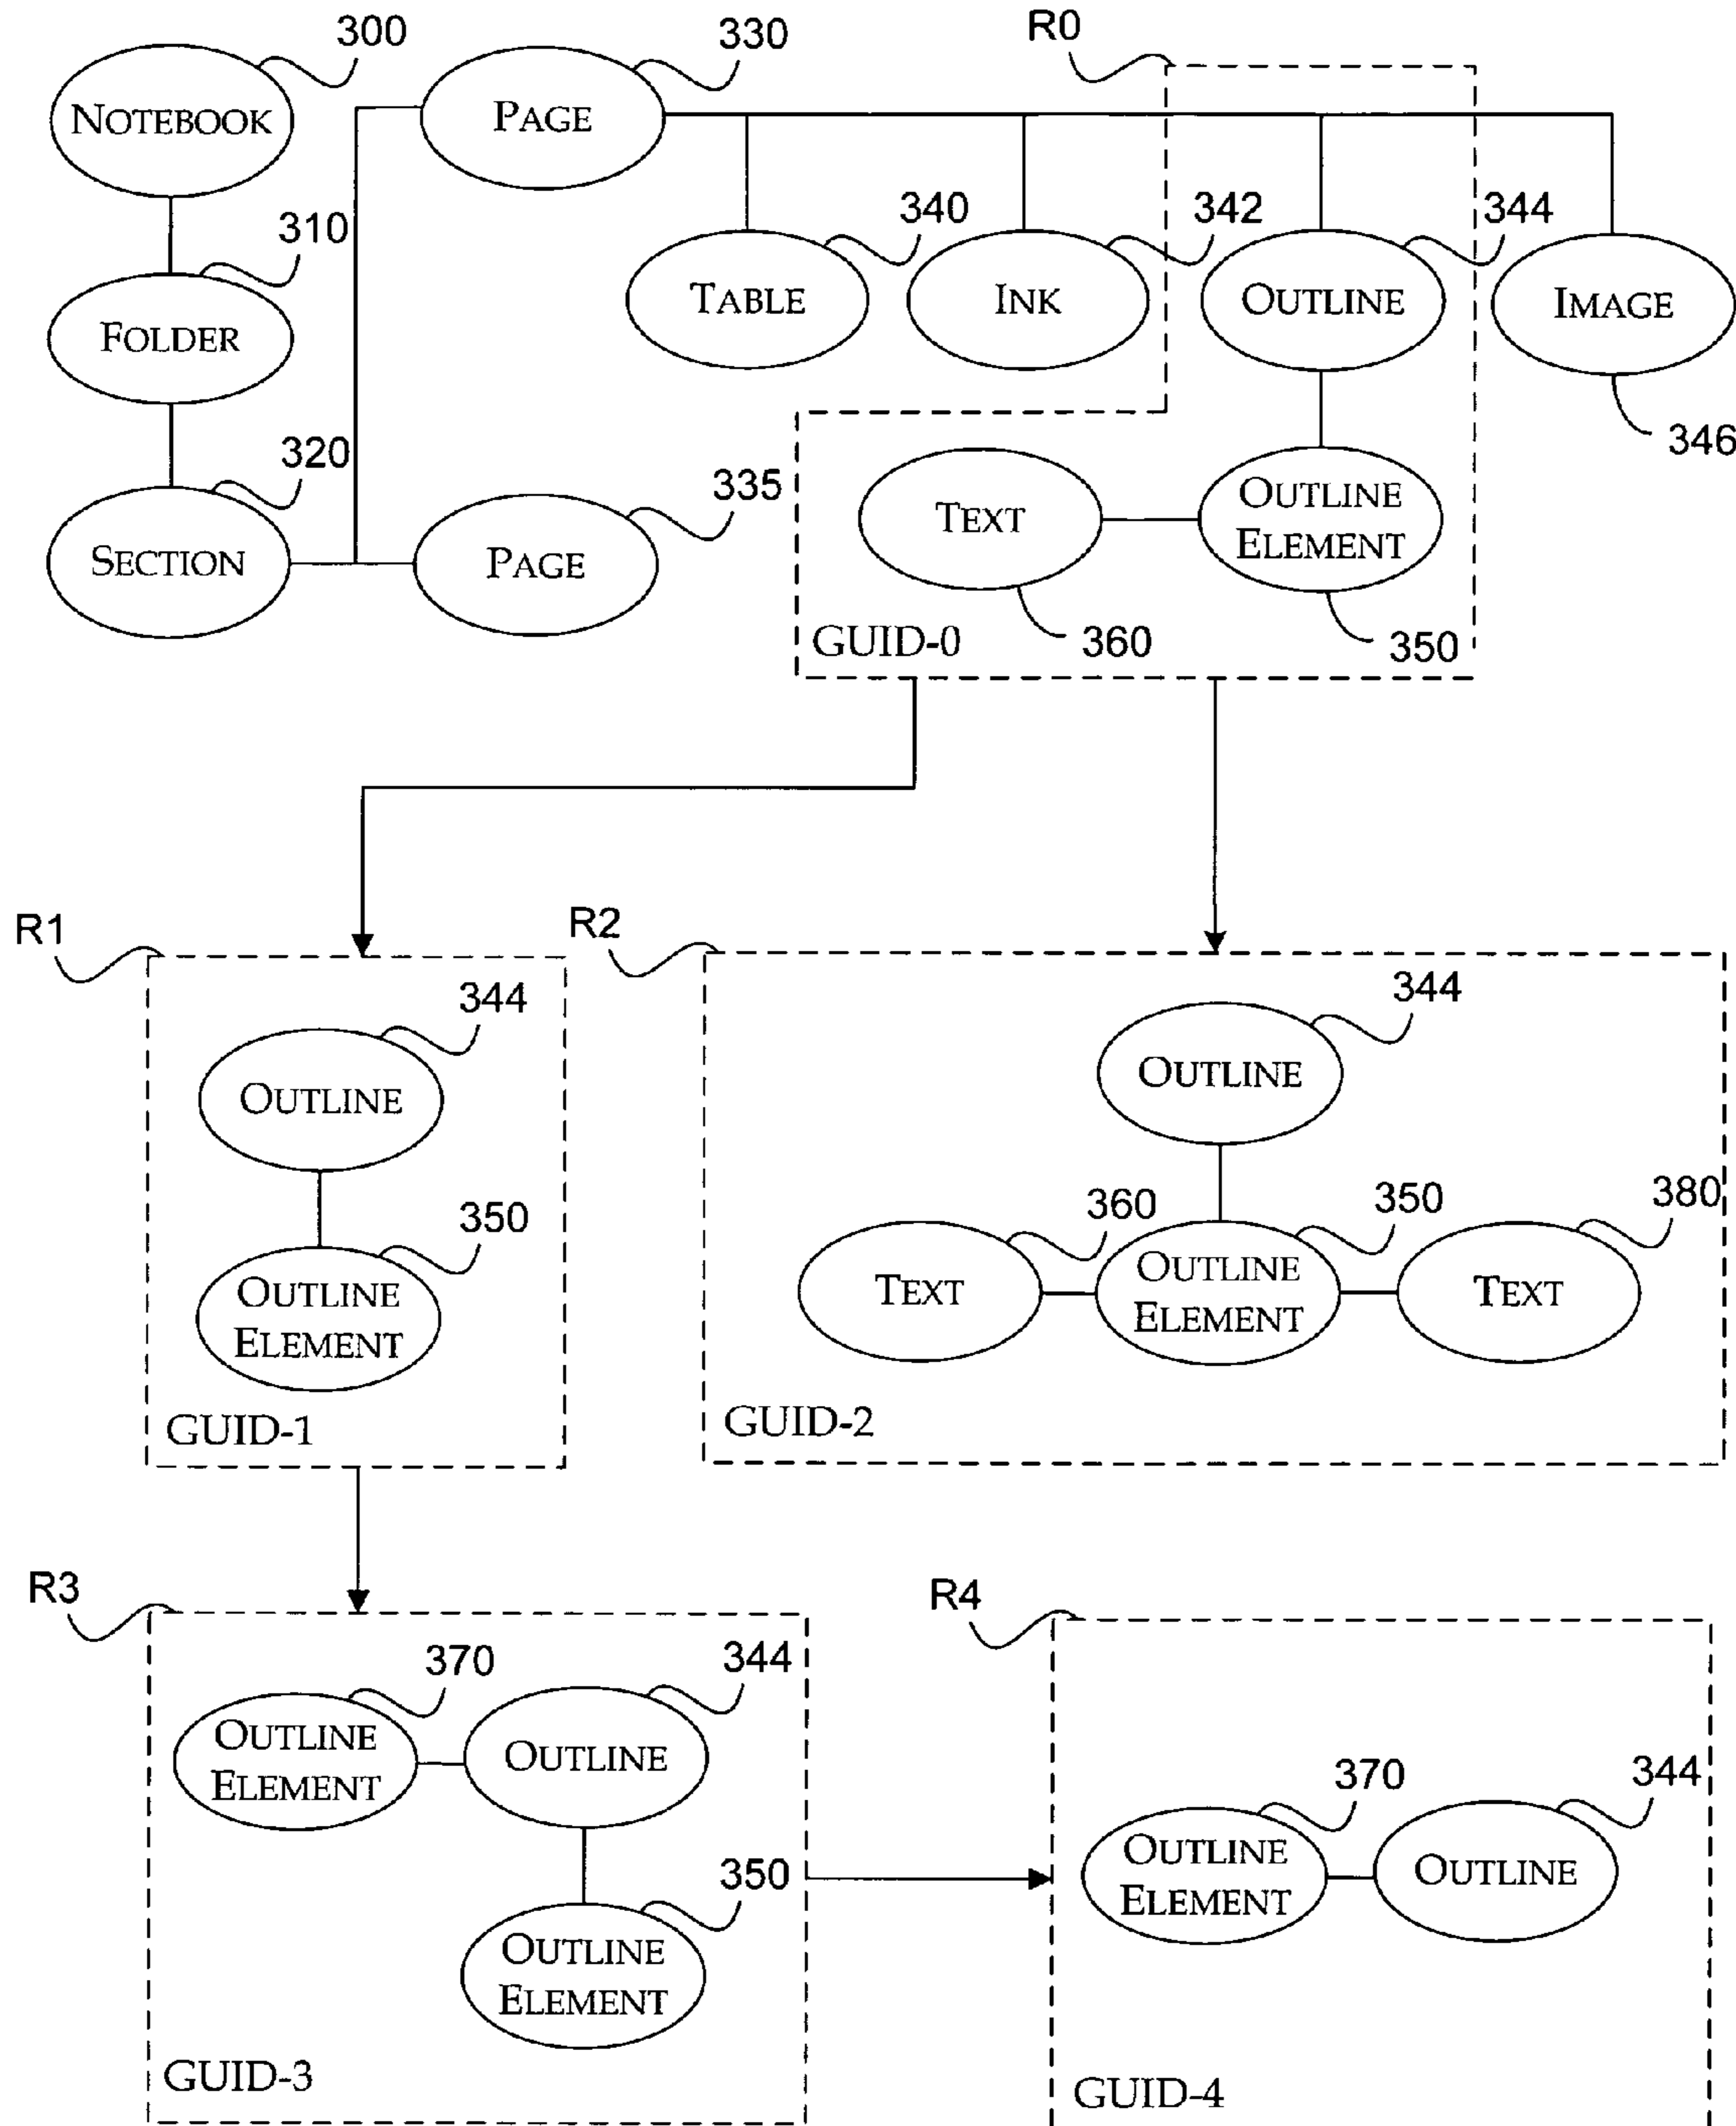 300
330
R0
NOTEBOOK
PAGE
310
340
342
344
FOLDER
TABLE
INK
OUTLINE
IMAGE
346
320
335
SECTION
PAGE
TEXT
OUTLINE
ELEMENT
GUID-0
360
350
R1
R2
344
OUTLINE
350
OUTLINE
ELEMENT
GUID-1
344
OUTLINE
360
350
380
TEXT
OUTLINE
ELEMENT
TEXT
GUID-2
R3
R4
370
344
OUTLINE
ELEMENT
OUTLINE
350
OUTLINE
ELEMENT
GUID-3
370
344
OUTLINE
ELEMENT
OUTLINE
GUID-4